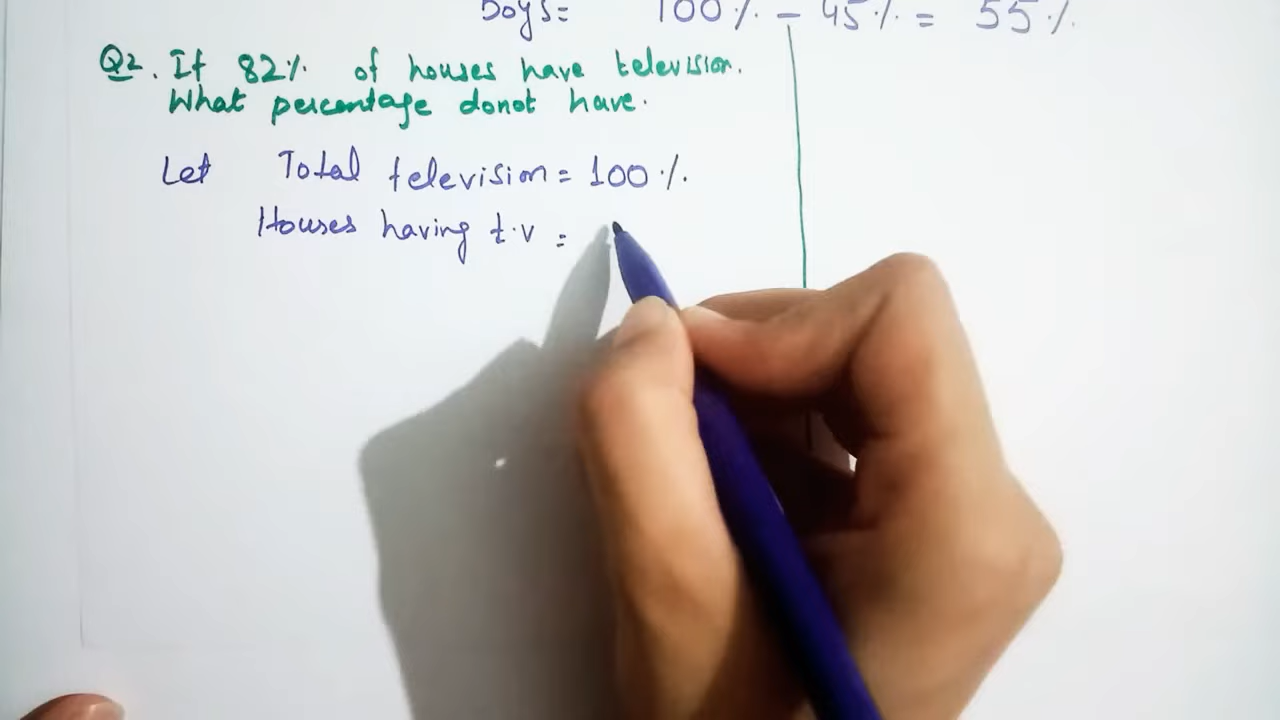 Boys= 100% - 45% = 55%
Q2. If 82% of houses have television.
What percentage donot have.
Let Total television = 100%.
Houses having t.v =